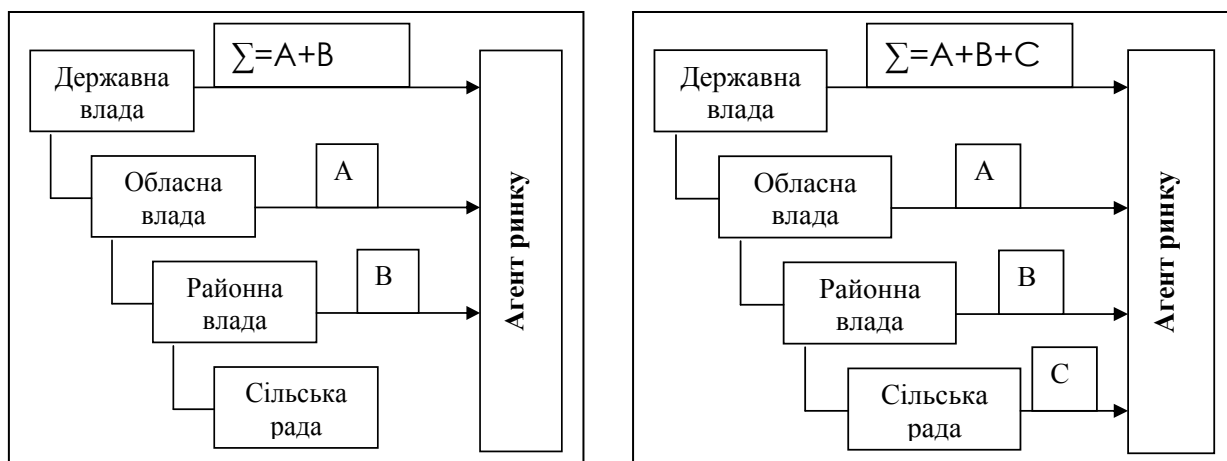 ∑=A+B
Державна
влада
А
Обласна
влада
В
Районна
влада
Сільська
рада
Агент ринку
∑=A+B+C
Державна
влада
А
Обласна
влада
В
Районна
влада
С
Сільська
рада
Агент ринку